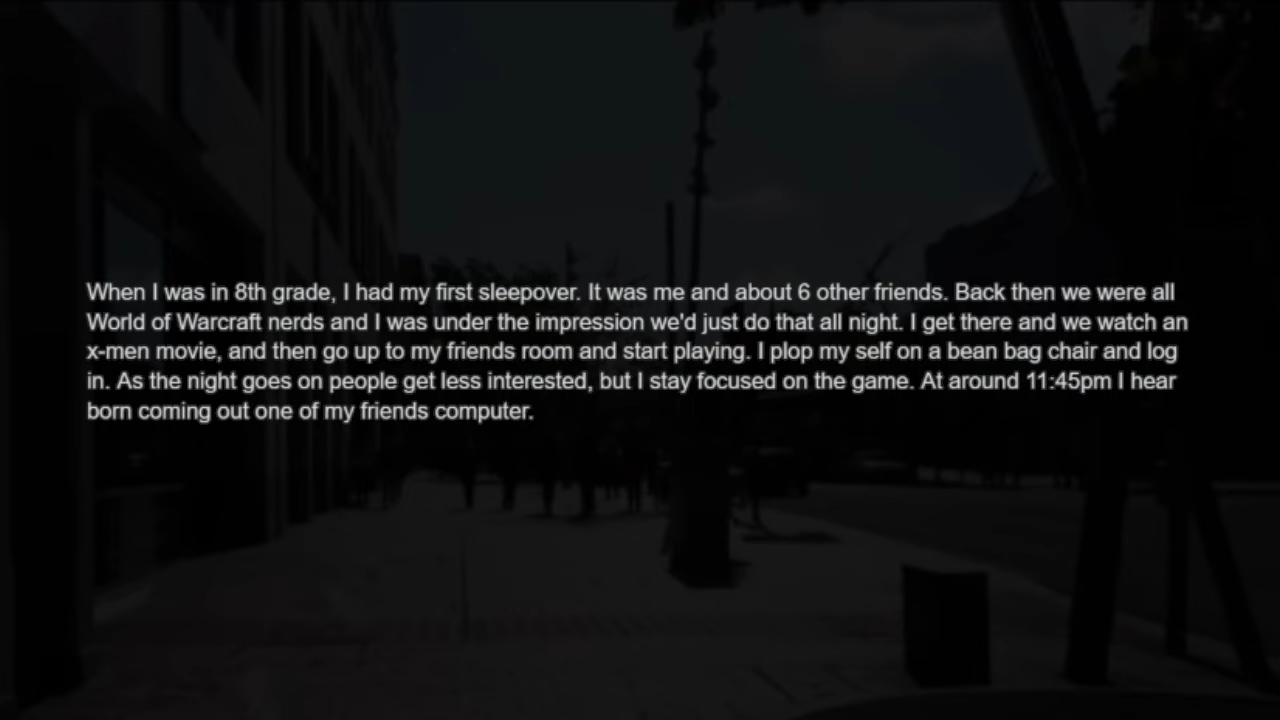 When I was in 8th grade, I had my first sleepover. It was me and about 6 other friends. Back then we were all
World of Warcraft nerds and I was under the impression we'd just do that all night. I get there and we watch an
x-men movie, and then go up to my friends room and start playing. I plop my self on a bean bag chair and log
in. As the night goes on people get less interested, but I stay focused on the game. At around 11:45pm I hear
born coming out one of my friends computer.